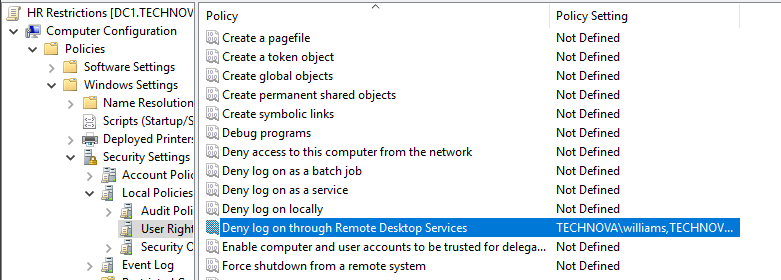 HR Restrictions [DC1.TECHNOVA
Computer Configuration
Policies
Software Settings
Windows Settings
Name Resolution
Scripts (Startup/S
Deployed Printers
Security Settings
Account Polic
Local Policies
Audit Poli
User Right
Security O
Event Log
Policy Policy Setting
Create a pagefile Not Defined
Create a token object Not Defined
Create global objects Not Defined
Create permanent shared objects Not Defined
Create symbolic links Not Defined
Debug programs Not Defined
Deny access to this computer from the network Not Defined
Deny log on as a batch job Not Defined
Deny log on as a service Not Defined
Deny log on locally Not Defined
Deny log on through Remote Desktop Services TECHNOVA\williams,TECHNOV...
Enable computer and user accounts to be trusted for delega... Not Defined
Force shutdown from a remote system Not Defined